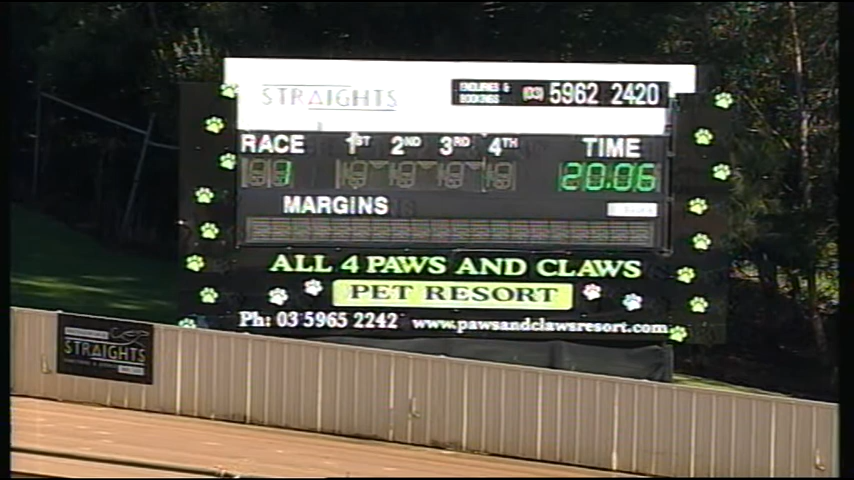 STRAIGHTS
ENQUIRIES & BOOKINGS (03) 5962 2420
RACE 1ST 2ND 3RD 4TH TIME
1 20.06
MARGINS
ALL 4 PAWS AND CLAWS
PET RESORT
Ph: 03 5965 2242 www.pawsandclawsresort.com
STRAIGHTS